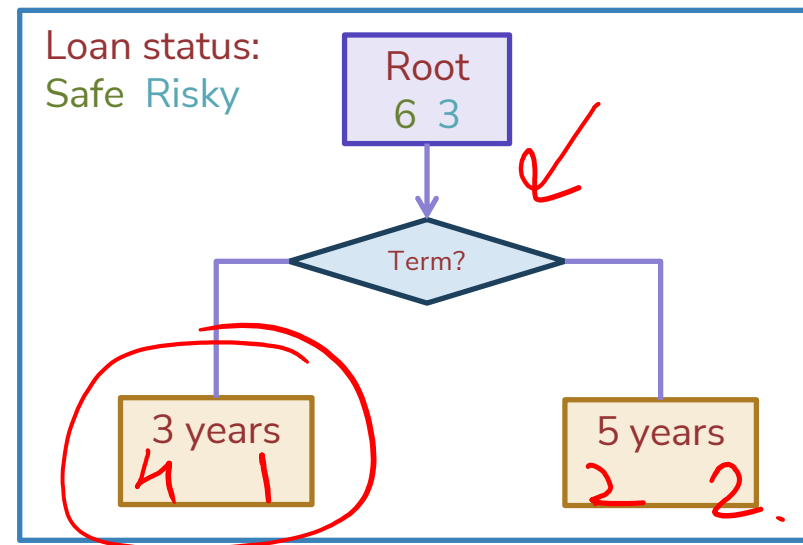 Loan status:
Safe Risky
Root
6 3
Term?
3 years
4 1
5 years
2 2.